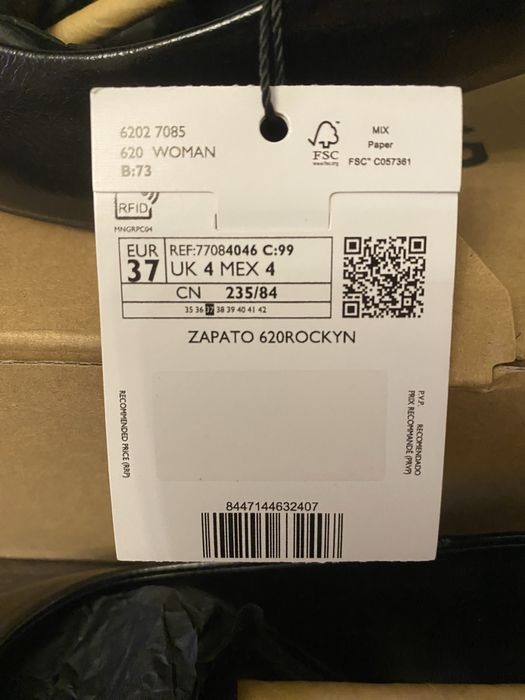 6202 7085
620 WOMAN
B:73
FSC
www.fsc.org
MIX
Paper
FSC™ C057361
RFID
MNGRPC04
EUR
37
REF:77084046 C:99
UK 4 MEX 4
CN 235/84
35 36 37 38 39 40 41 42
ZAPATO 620ROCKYN
RECOMMENDED PRICE (RRP)
P.V.P. RECOMENDADO
PRIX RECOMMANDÉ (PRVP)
8447144632407